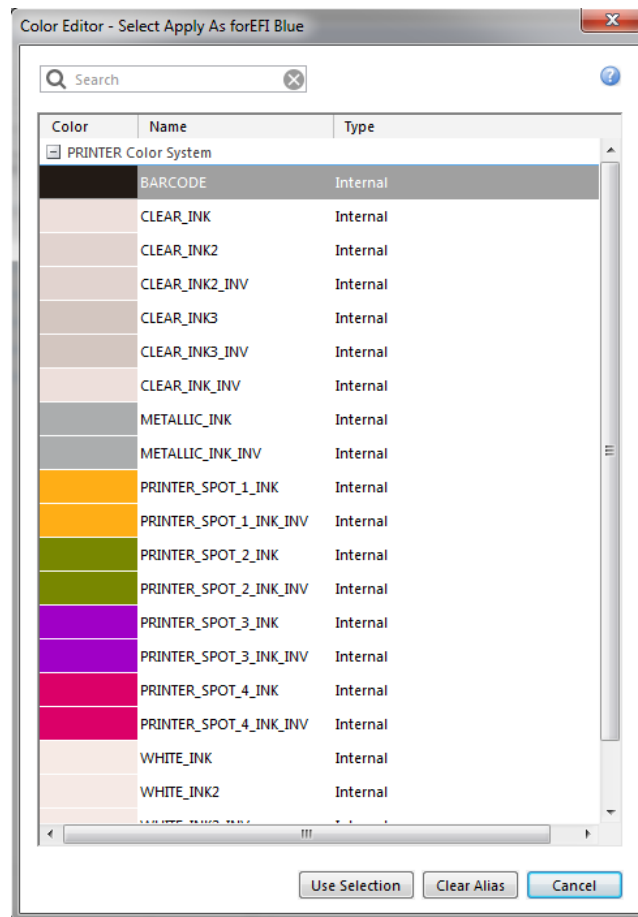 Color Editor - Select Apply As forEFI Blue
Search
Color Name Type
PRINTER Color System
BARCODE Internal
CLEAR_INK Internal
CLEAR_INK2 Internal
CLEAR_INK2_INV Internal
CLEAR_INK3 Internal
CLEAR_INK3_INV Internal
CLEAR_INK_INV Internal
METALLIC_INK Internal
METALLIC_INK_INV Internal
PRINTER_SPOT_1_INK Internal
PRINTER_SPOT_1_INK_INV Internal
PRINTER_SPOT_2_INK Internal
PRINTER_SPOT_2_INK_INV Internal
PRINTER_SPOT_3_INK Internal
PRINTER_SPOT_3_INK_INV Internal
PRINTER_SPOT_4_INK Internal
PRINTER_SPOT_4_INK_INV Internal
WHITE_INK Internal
WHITE_INK2 Internal
Use Selection Clear Alias Cancel